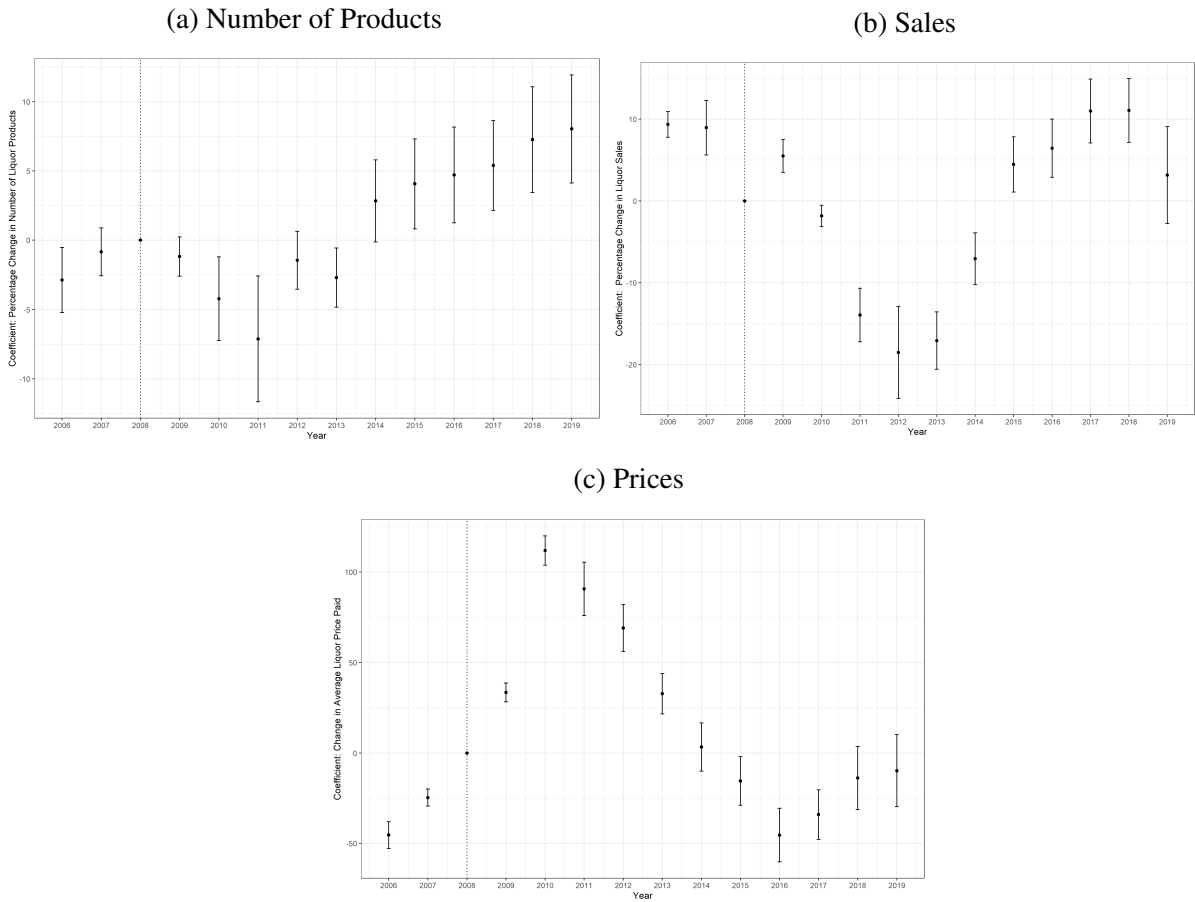 (a) Number of Products
Coefficient: Percentage Change in Number of Liquor Products
10
5
0
-5
-10
2006 2007 2008 2009 2010 2011 2012 2013 2014 2015 2016 2017 2018 2019
Year
(b) Sales
Coefficient: Percentage Change in Liquor Sales
10
0
-10
-20
2006 2007 2008 2009 2010 2011 2012 2013 2014 2015 2016 2017 2018 2019
Year
(c) Prices
Coefficient: Change in Average Liquor Price Paid
100
50
0
-50
2006 2007 2008 2009 2010 2011 2012 2013 2014 2015 2016 2017 2018 2019
Year